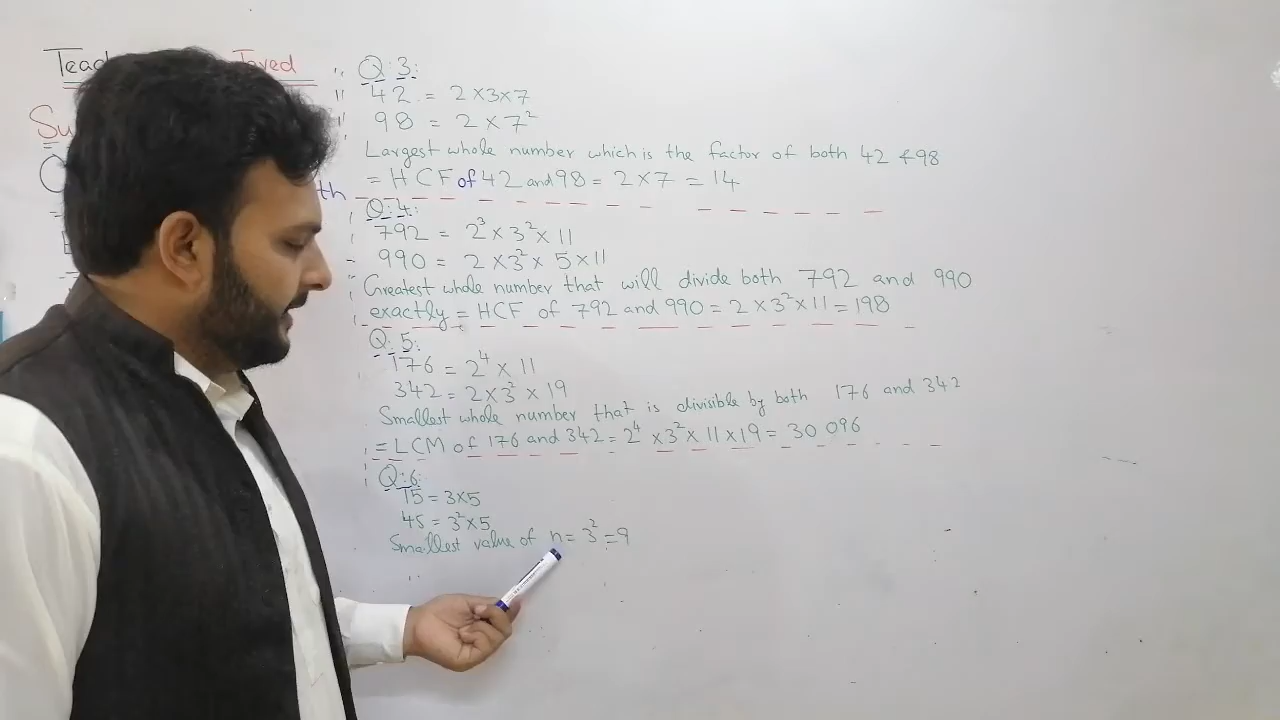 Teac
Javed
Su
th
Q:3:
42 = 2×3×7
98 = 2×7²
Largest whole number which is the factor of both 42 & 98
= HCF of 42 and 98 = 2×7 = 14
Q:4:
792 = 2³×3²×11
990 = 2×3²×5×11
Greatest whole number that will divide both 792 and 990
exactly = HCF of 792 and 990 = 2×3²×11=198
Q:5:
176 = 2⁴×11
342 = 2×3²×19
Smallest whole number that is divisible by both 176 and 342
= LCM of 176 and 342 = 2⁴×3²×11×19 = 30 096
Q:6:
15 = 3×5
45 = 3²×5
Smallest value of n = 3² = 9